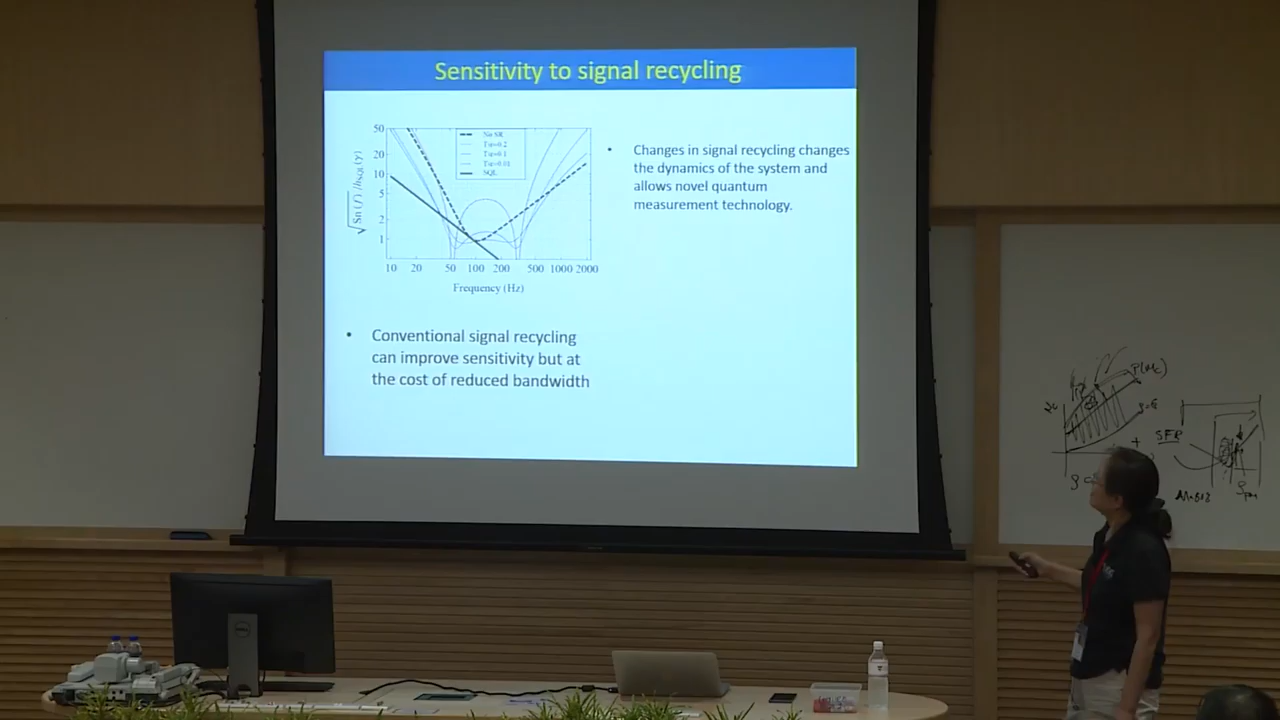 Sensitivity to signal recycling
50
20
10
5
2
1
No SR
SQL
10 20 50 100 200 500 1000 2000
Frequency (Hz)
• Changes in signal recycling changes
the dynamics of the system and
allows novel quantum
measurement technology.
• Conventional signal recycling
can improve sensitivity but at
the cost of reduced bandwidth
SFR
DELL